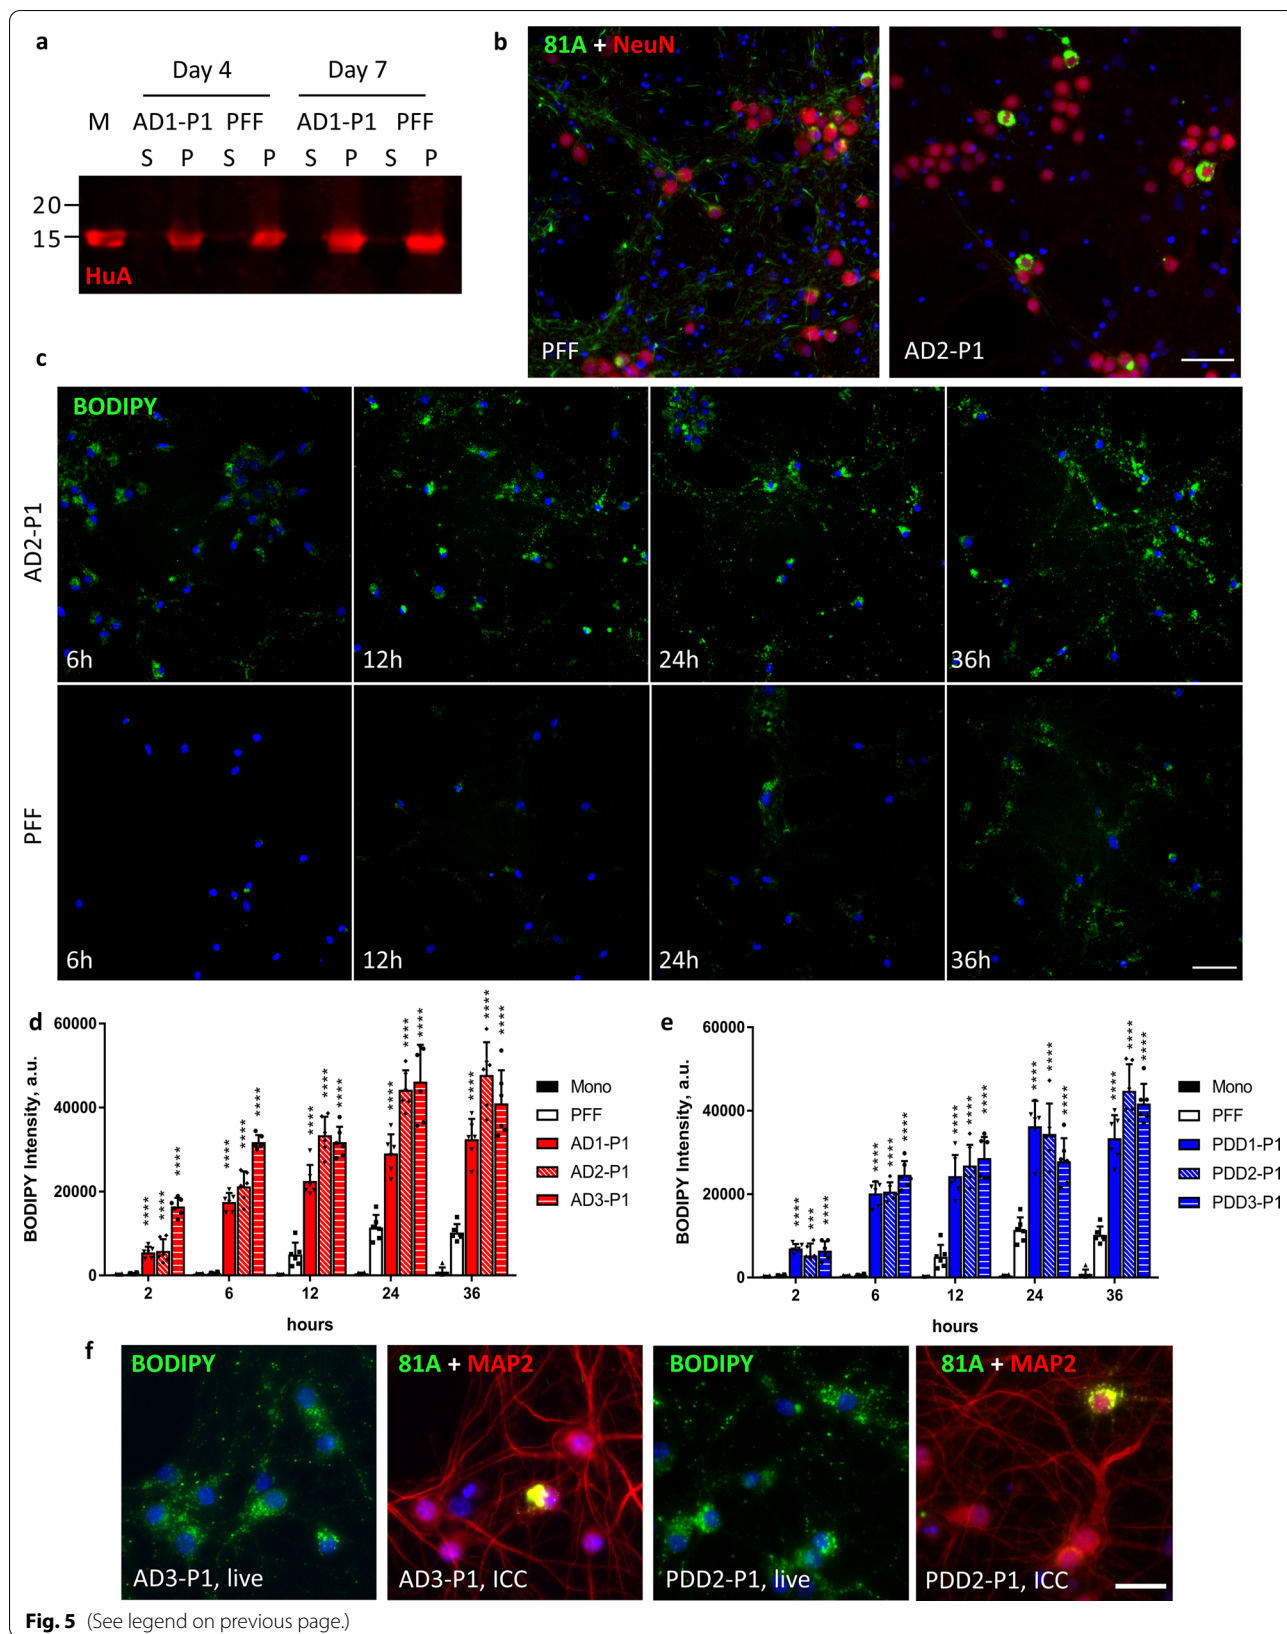 a
Day 4 Day 7
M AD1-P1 PFF AD1-P1 PFF
S P S P S P S P
20
15
HuA
b
81A + NeuN
PFF
AD2-P1
c
BODIPY
AD2-P1
6h
12h
24h
36h
PFF
6h
12h
24h
36h
d
BODIPY Intensity, a.u.
60000
40000
20000
0
**** **** ****
**** **** ****
**** **** ****
**** **** ****
**** **** ****
2 6 12 24 36
hours
Mono
PFF
AD1-P1
AD2-P1
AD3-P1
e
BODIPY Intensity, a.u.
60000
40000
20000
0
**** *** ****
**** **** ****
**** **** ****
**** **** ****
**** **** ****
2 6 12 24 36
hours
Mono
PFF
PDD1-P1
PDD2-P1
PDD3-P1
f
BODIPY
AD3-P1, live
81A + MAP2
AD3-P1, ICC
BODIPY
PDD2-P1, live
81A + MAP2
PDD2-P1, ICC
Fig. 5 (See legend on previous page.)